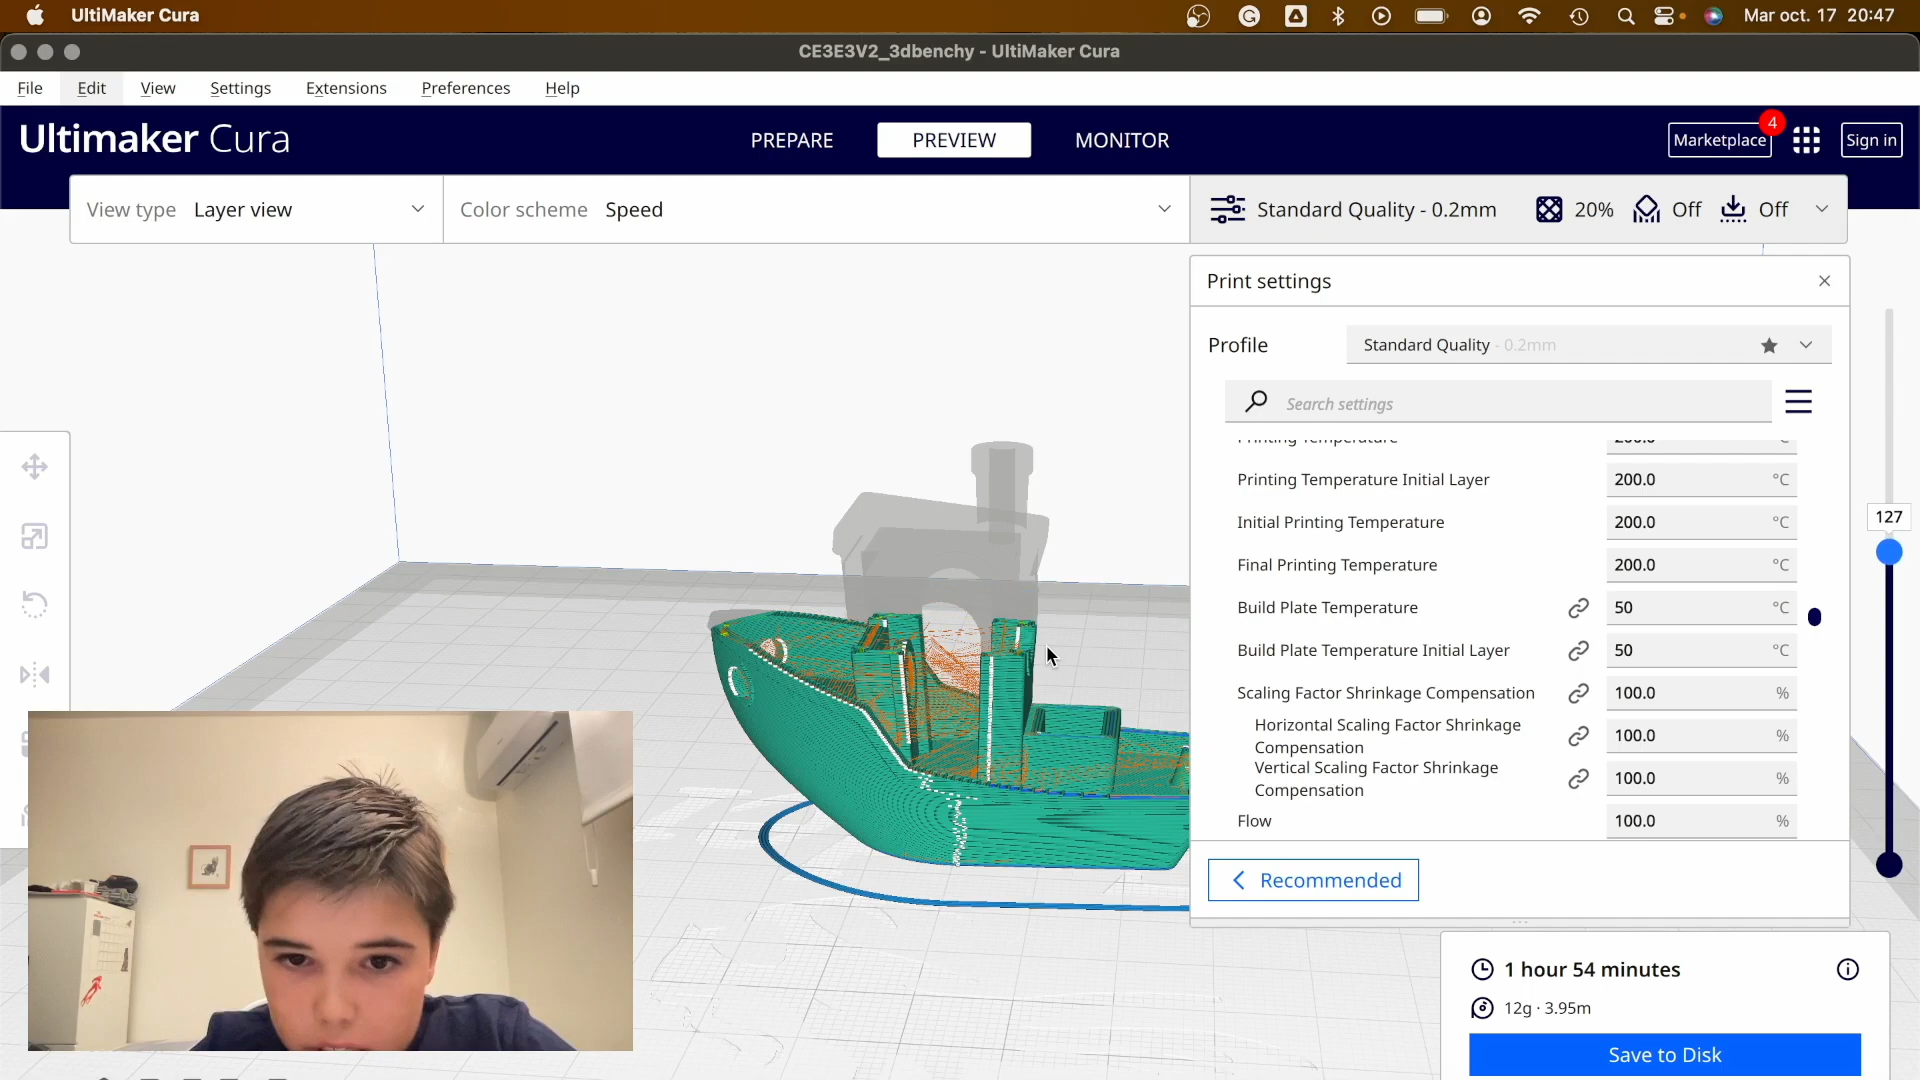 UltiMaker Cura
Mar oct. 17 20:47
CE3E3V2_3dbenchy - UltiMaker Cura
File Edit View Settings Extensions Preferences Help
Ultimaker Cura
PREPARE PREVIEW MONITOR
Marketplace 4 Sign in
View type Layer view
Color scheme Speed
Standard Quality - 0.2mm 20% Off Off
Print settings
Profile Standard Quality - 0.2mm
Search settings
Printing Temperature 200.0 °C
Printing Temperature Initial Layer 200.0 °C
Initial Printing Temperature 200.0 °C
Final Printing Temperature 200.0 °C
Build Plate Temperature 50 °C
Build Plate Temperature Initial Layer 50 °C
Scaling Factor Shrinkage Compensation 100.0 %
Horizontal Scaling Factor Shrinkage
Compensation 100.0 %
Vertical Scaling Factor Shrinkage
Compensation 100.0 %
Flow 100.0 %
127
Recommended
1 hour 54 minutes
12g · 3.95m
Save to Disk